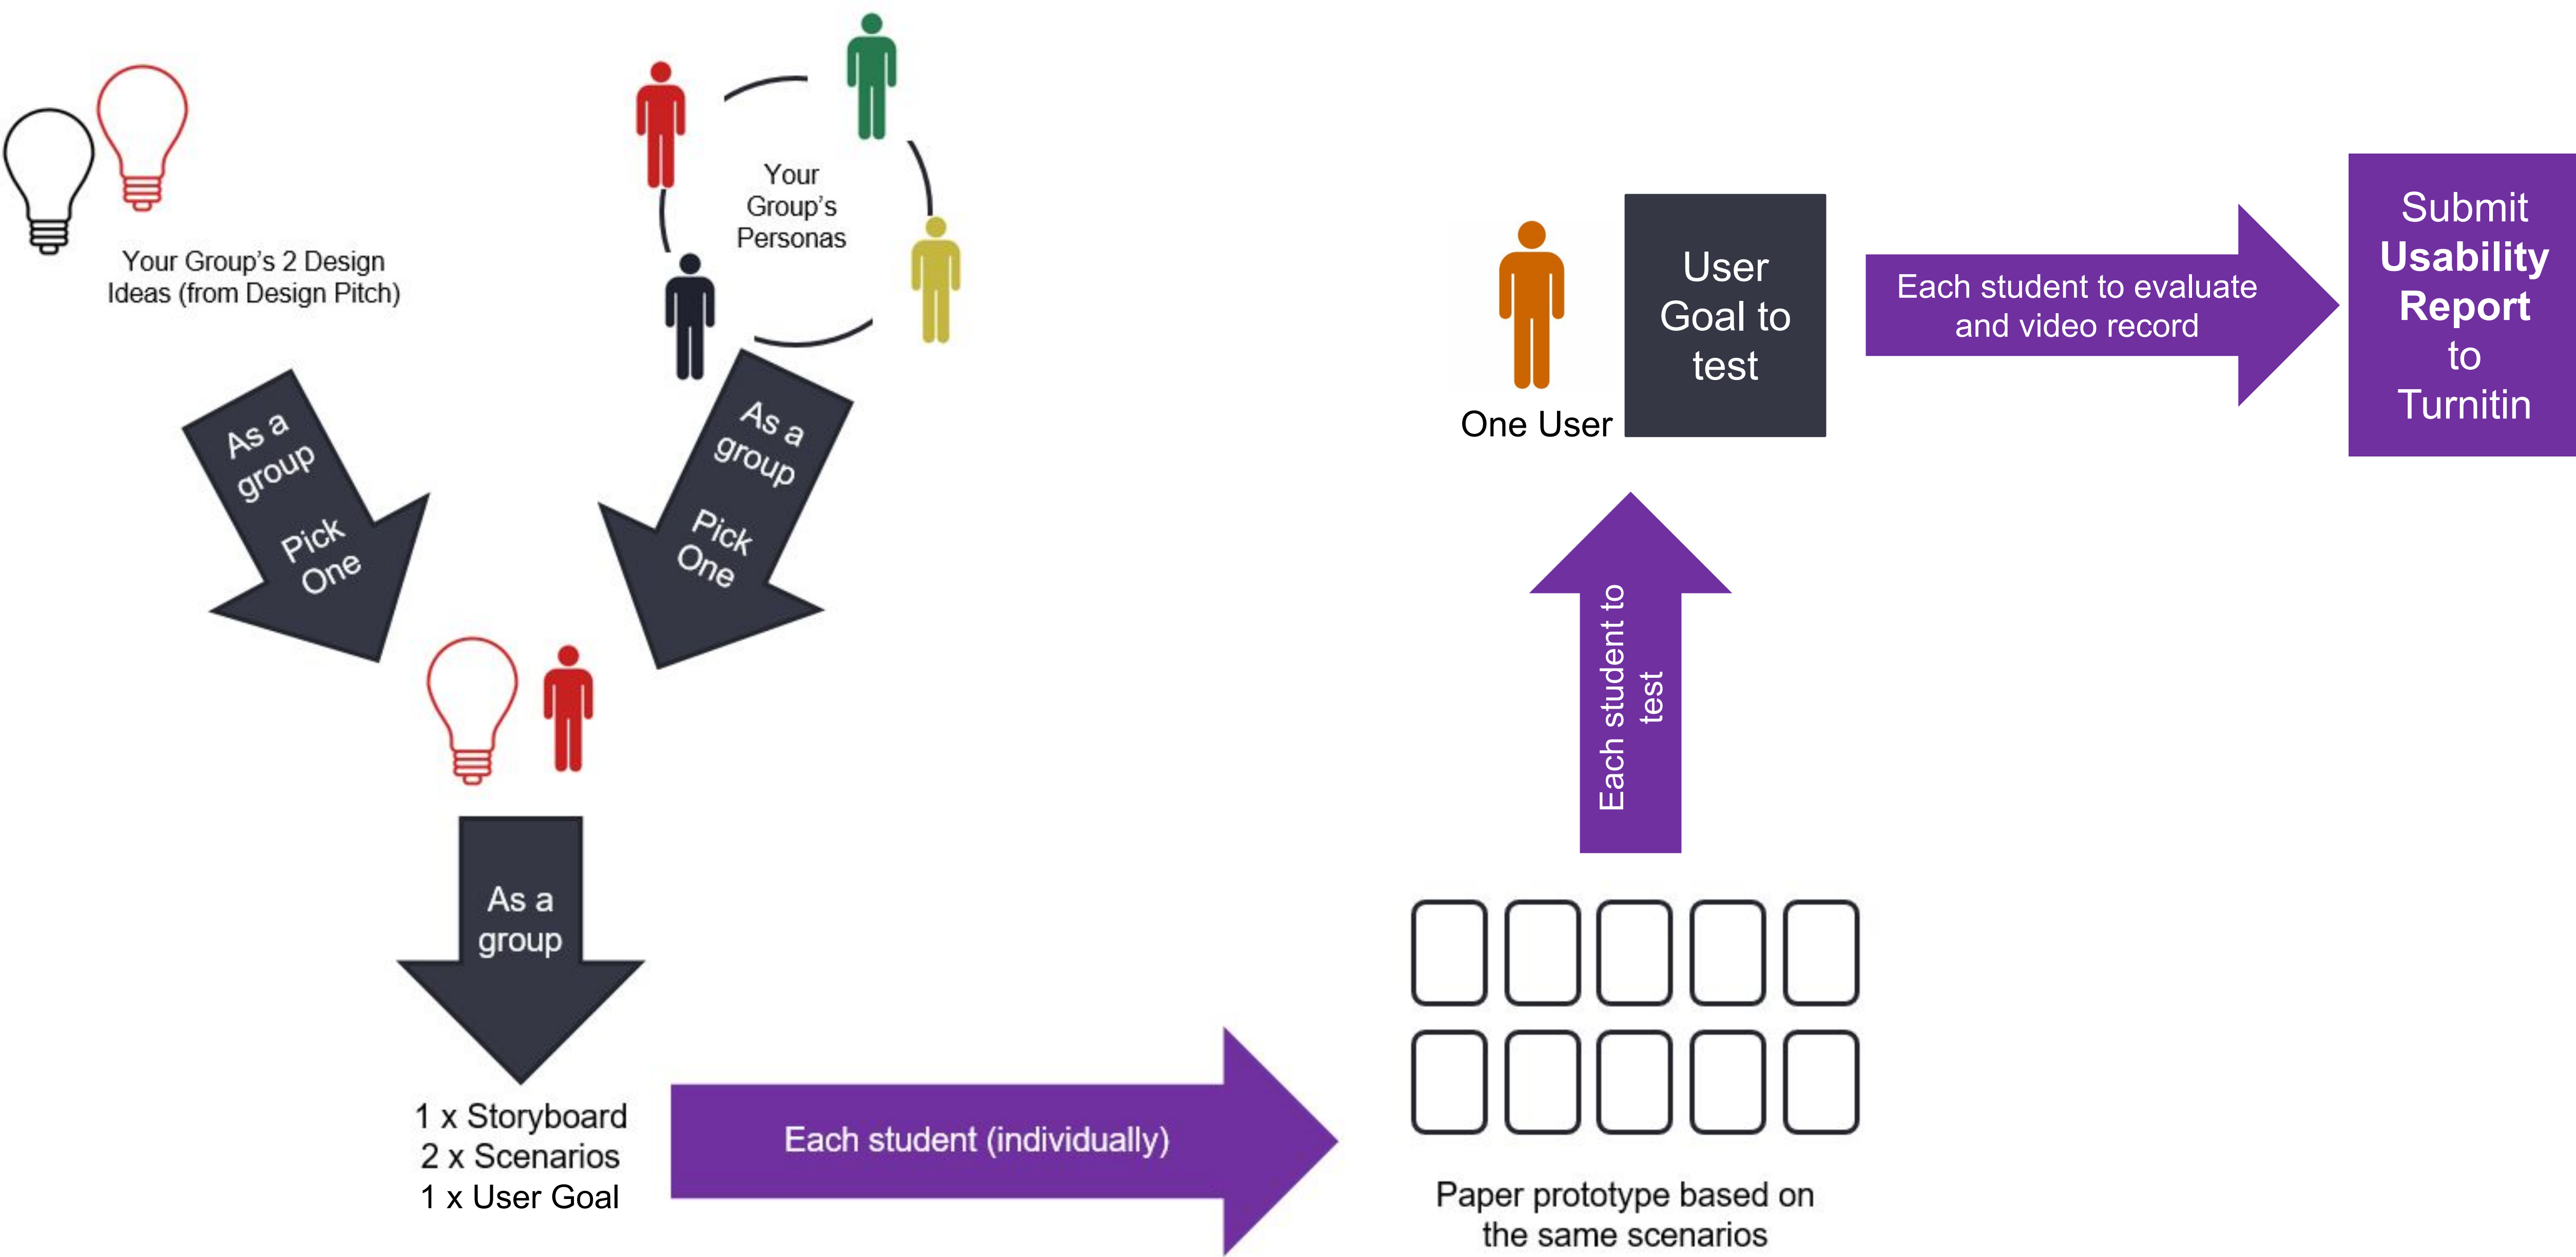 Your Group's 2 Design
Ideas (from Design Pitch)
Your
Group's
Personas
As a
group
Pick
One
As a
group
Pick
One
As a
group
1 x Storyboard
2 x Scenarios
1 x User Goal
Each student (individually)
Paper prototype based on
the same scenarios
Each student to
test
One User
User
Goal to
test
Each student to evaluate
and video record
Submit
Usability
Report
to
Turnitin